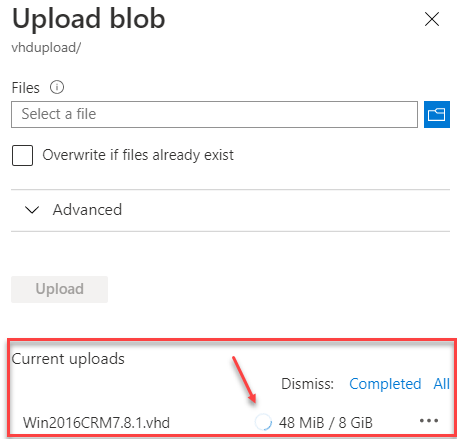 Upload blob
vhdupload/
Files
Select a file
Overwrite if files already exist
Advanced
Upload
Current uploads
Dismiss: Completed All
Win2016CRM7.8.1.vhd 48 MiB / 8 GiB